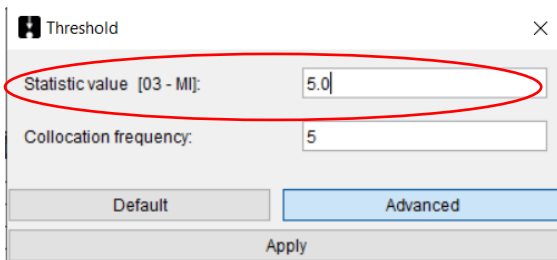 Threshold
Statistic value [03 - MI]: 5.0
Collocation frequency: 5
Default Advanced
Apply